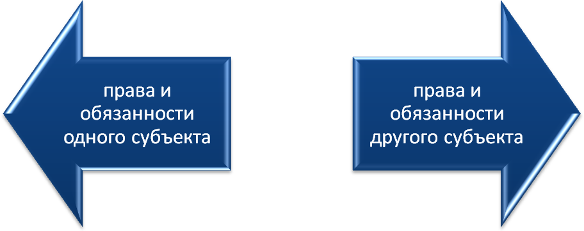 права и
обязанности
одного субъекта
права и
обязанности
другого субъекта